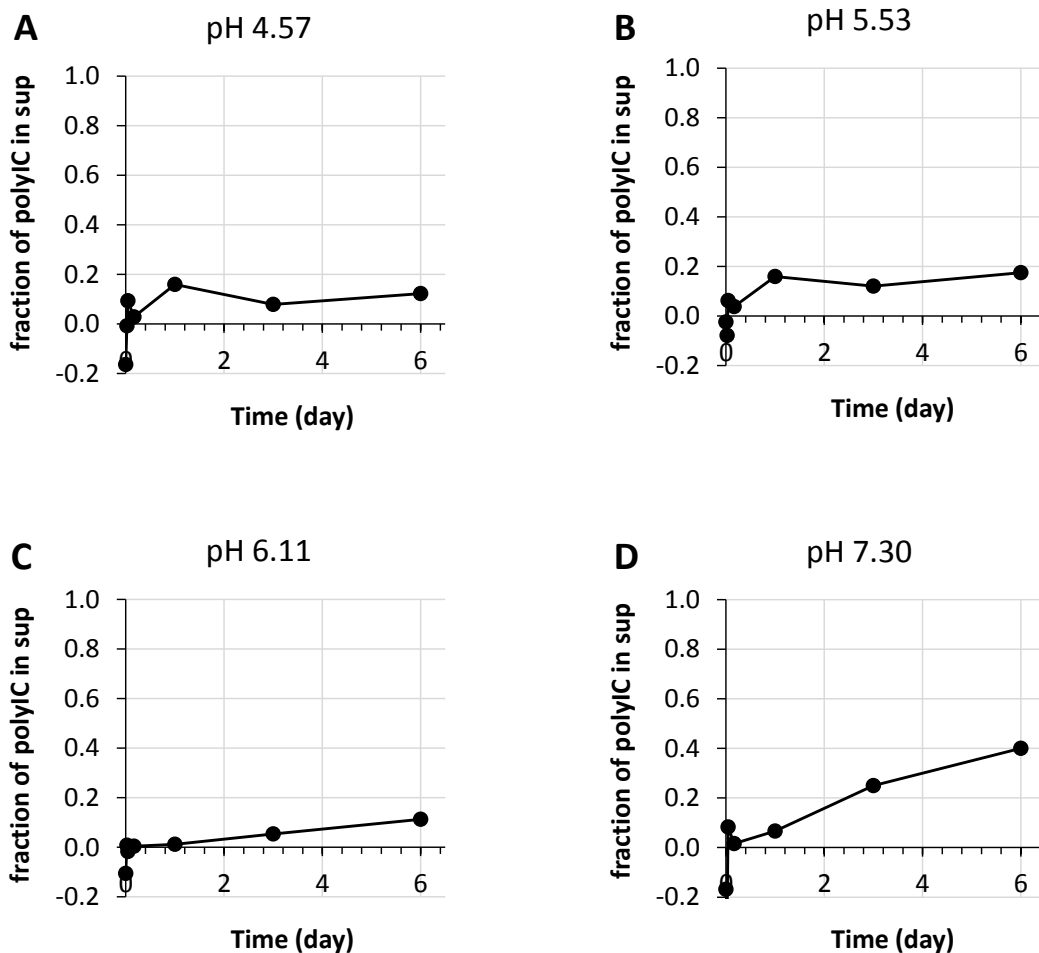 A
pH 4.57
fraction of polyIC in sup
1.0
0.8
0.6
0.4
0.2
0.0
-0.2
0
2
4
6
Time (day)
B
pH 5.53
fraction of polyIC in sup
1.0
0.8
0.6
0.4
0.2
0.0
-0.2
0
2
4
6
Time (day)
C
pH 6.11
fraction of polyIC in sup
1.0
0.8
0.6
0.4
0.2
0.0
-0.2
0
2
4
6
Time (day)
D
pH 7.30
fraction of polyIC in sup
1.0
0.8
0.6
0.4
0.2
0.0
-0.2
0
2
4
6
Time (day)